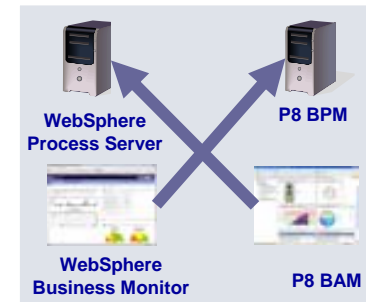 WebSphere
Process Server
P8 BPM
WebSphere
Business Monitor
P8 BAM